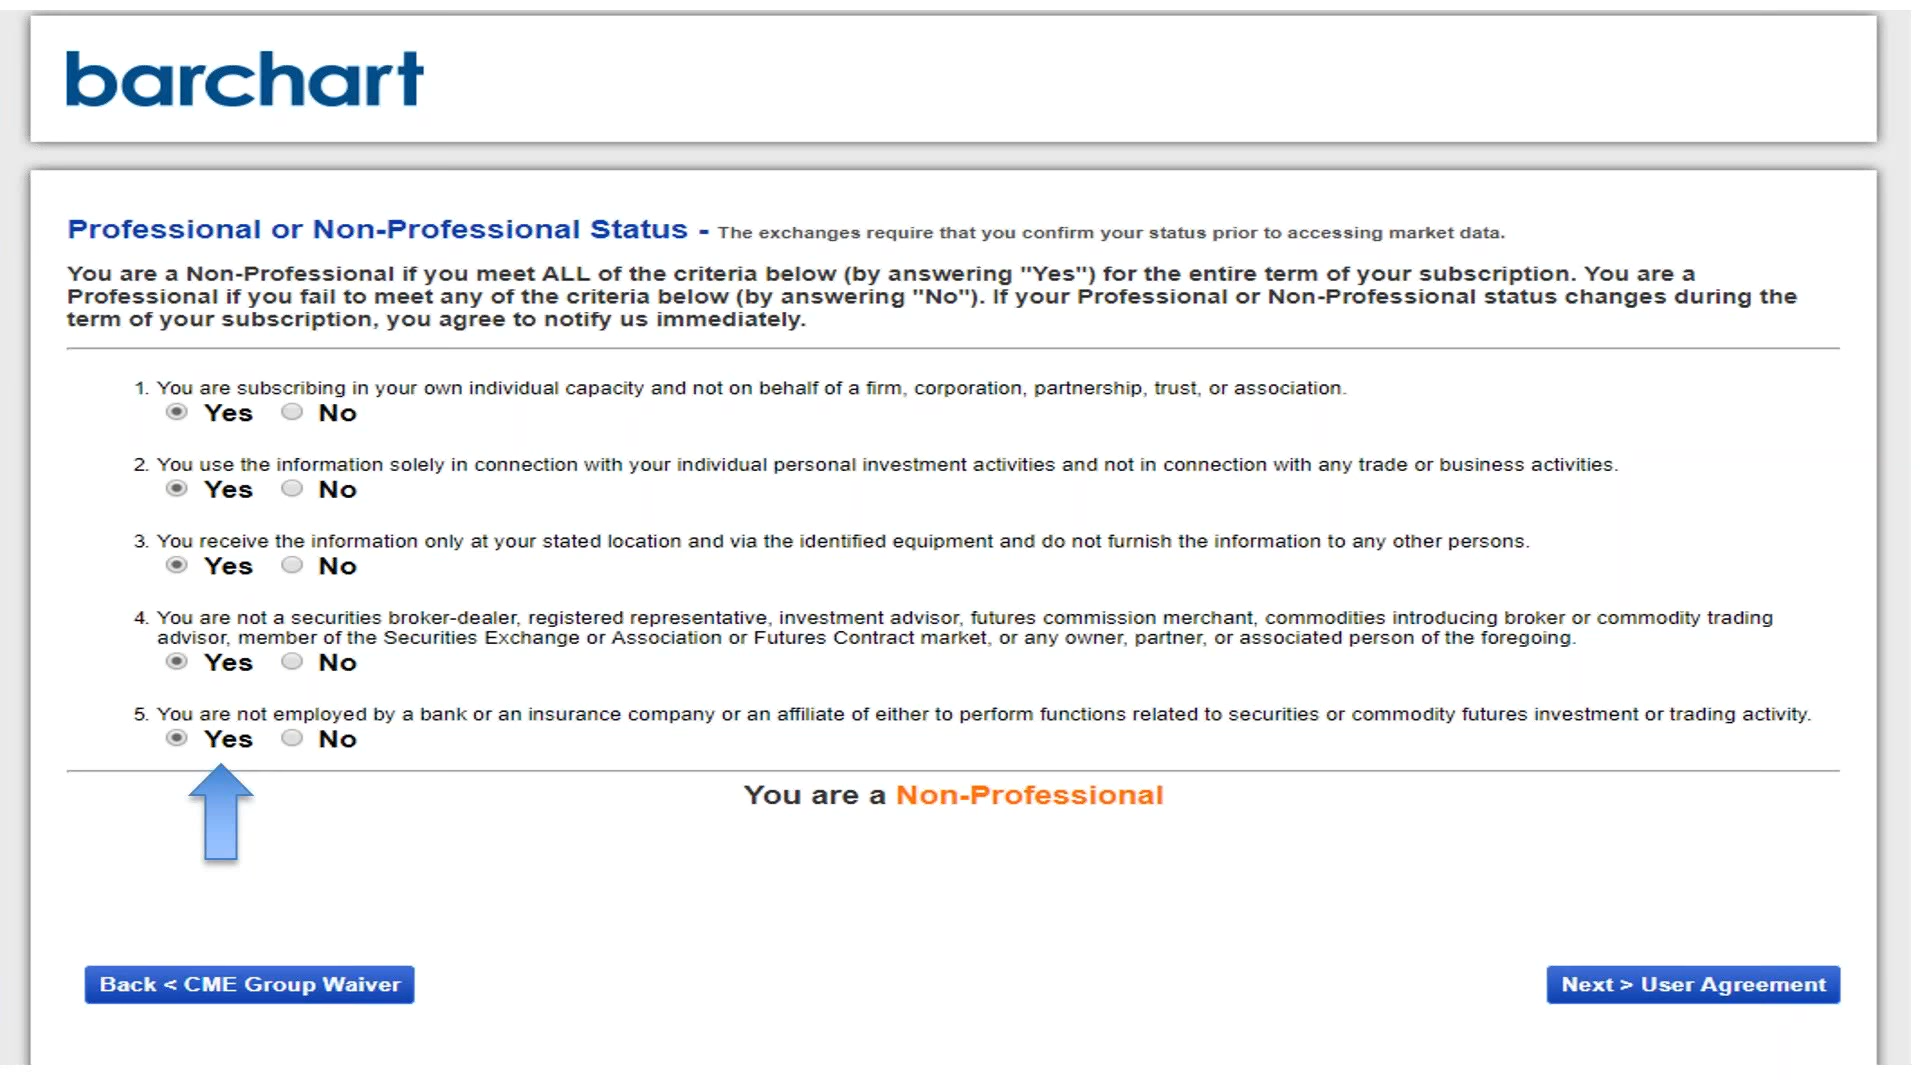 barchart
Professional or Non-Professional Status - The exchanges require that you confirm your status prior to accessing market data.
You are a Non-Professional if you meet ALL of the criteria below (by answering "Yes") for the entire term of your subscription. You are a
Professional if you fail to meet any of the criteria below (by answering "No"). If your Professional or Non-Professional status changes during the
term of your subscription, you agree to notify us immediately.
1. You are subscribing in your own individual capacity and not on behalf of a firm, corporation, partnership, trust, or association.
Yes No
2. You use the information solely in connection with your individual personal investment activities and not in connection with any trade or business activities.
Yes No
3. You receive the information only at your stated location and via the identified equipment and do not furnish the information to any other persons.
Yes No
4. You are not a securities broker-dealer, registered representative, investment advisor, futures commission merchant, commodities introducing broker or commodity trading
advisor, member of the Securities Exchange or Association or Futures Contract market, or any owner, partner, or associated person of the foregoing.
Yes No
5. You are not employed by a bank or an insurance company or an affiliate of either to perform functions related to securities or commodity futures investment or trading activity.
Yes No
You are a Non-Professional
Back < CME Group Waiver
Next > User Agreement